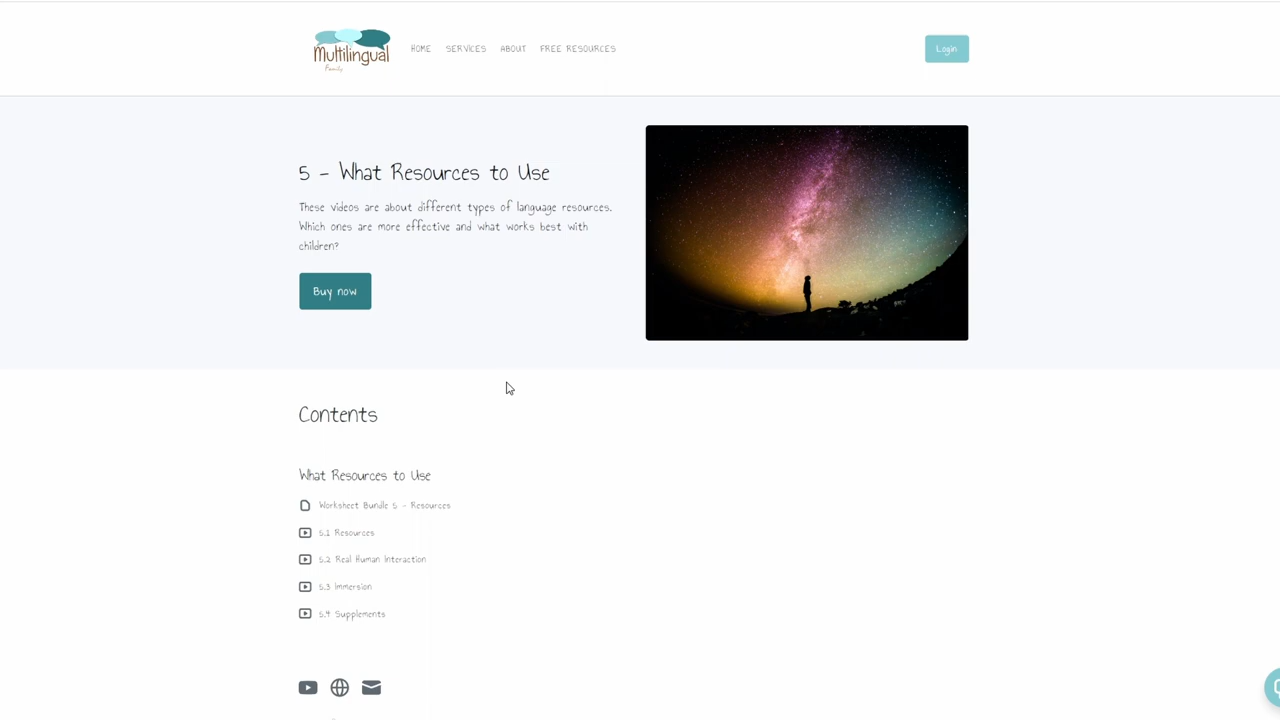 Multilingual
Family
HOME SERVICES ABOUT FREE RESOURCES
Login
5 - What Resources to Use
These videos are about different types of language resources.
Which ones are more effective and what works best with
children?
Buy now
Contents
What Resources to Use
Worksheet Bundle 5 - Resources
5.1 Resources
5.2 Real Human Interaction
5.3 Immersion
5.4 Supplements